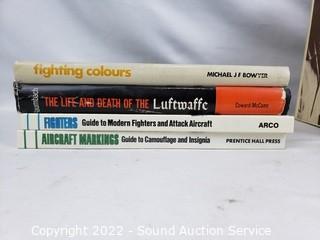 fighting colours MICHAEL J F BOWYER
THE LIFE AND DEATH OF THE Luftwaffe
FIGHTERS Guide to Modern Fighters and Attack Aircraft ARCO
AIRCRAFT MARKINGS Guide to Camouflage and Insignia PRENTICE HALL PRESS
Copyright 2022 - Sound Auction Service